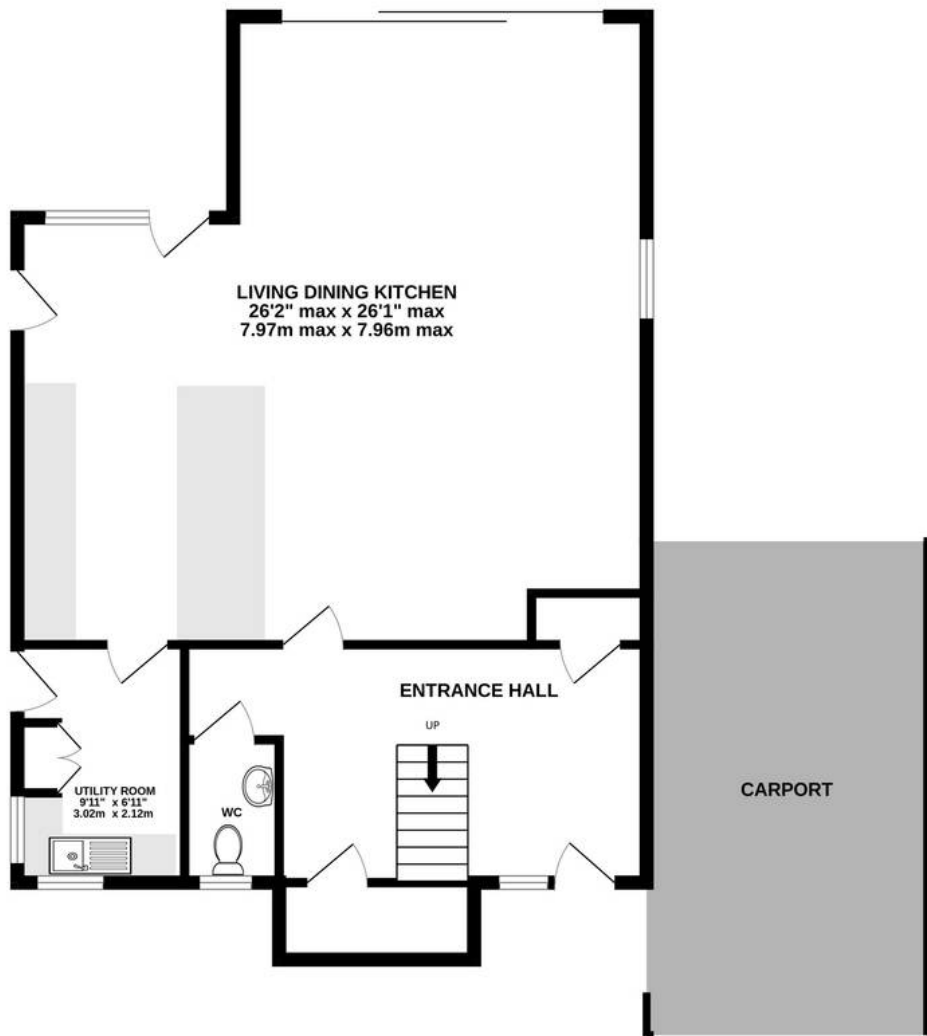 LIVING DINING KITCHEN
26'2" max x 26'1" max
7.97m max x 7.96m max
ENTRANCE HALL
UP
UTILITY ROOM
9'11" x 6'11"
3.02m x 2.12m
WC
CARPORT